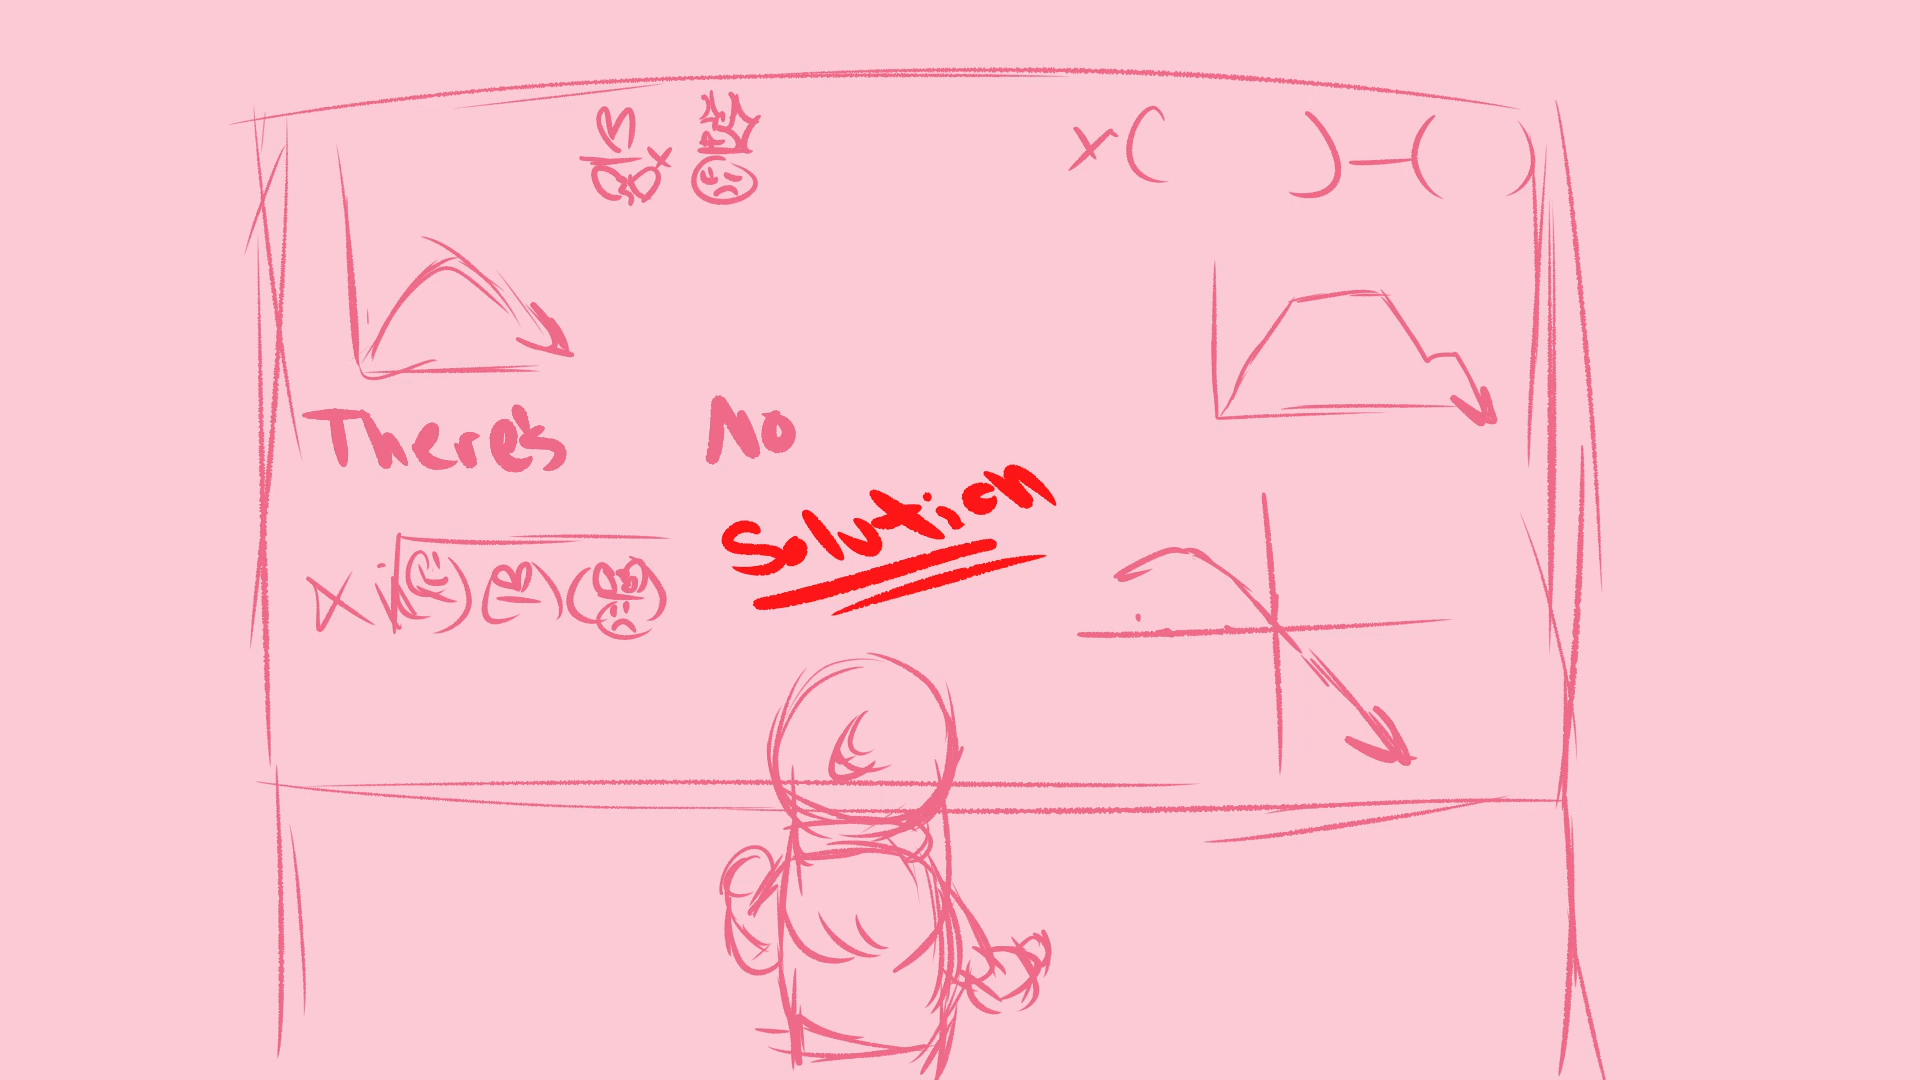 x( ) – ( )
There's No
Solution